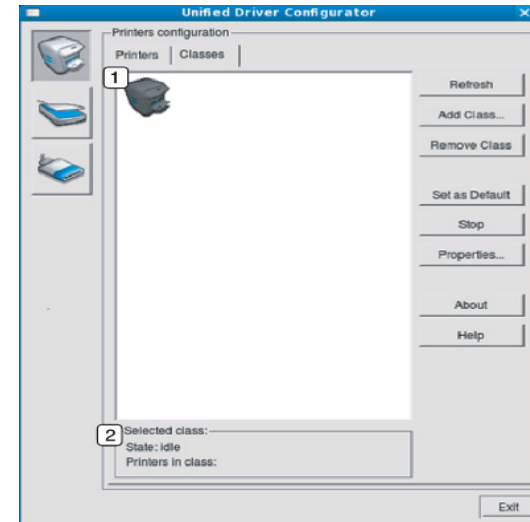 Unified Driver Configurator
Printers configuration
Printers
Classes
1
Refresh
Add Class...
Remove Class
Set as Default
Stop
Properties...
About
Help
2
Selected class:
State: idle
Printers in class:
Exit